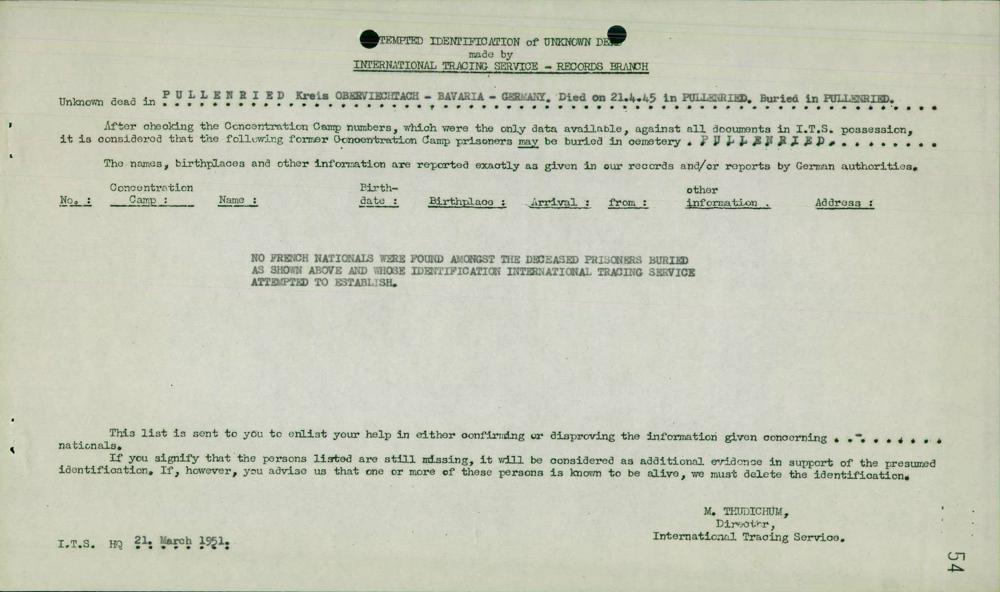 ATTEMPTED IDENTIFICATION of UNKNOWN DEAD
made by
INTERNATIONAL TRACING SERVICE - RECORDS BRANCH
Unknown dead in PULLENRIED Kreis OBERVIECHTACH - BAVARIA - GERMANY. Died on 21.4.45 in PULLENRIED. Buried in PULLENRIED.
After checking the Concentration Camp numbers, which were the only data available, against all documents in I.T.S. possession,
it is considered that the following former Concentration Camp prisoners may be buried in cemetery . PULLENRIED. . . . . . . . .
The names, birthplaces and other information are reported exactly as given in our records and/or reports by German authorities.
No. : Concentration Camp : Name : Birth-date : Birthplace : Arrival : from : other information . Address :
NO FRENCH NATIONALS WERE FOUND AMONGST THE DECEASED PRISONERS BURIED
AS SHOWN ABOVE AND WHOSE IDENTIFICATION INTERNATIONAL TRACING SERVICE
ATTEMPTED TO ESTABLISH.
This list is sent to you to enlist your help in either confirming or disproving the information given concerning . .-. . . . . .
nationals.
If you signify that the persons listed are still missing, it will be considered as additional evidence in support of the presumed
identification. If, however, you advise us that one or more of these persons is known to be alive, we must delete the identification.
M. THUDICHUM,
Director,
International Tracing Service.
I.T.S. HQ 21. March 1951.
54